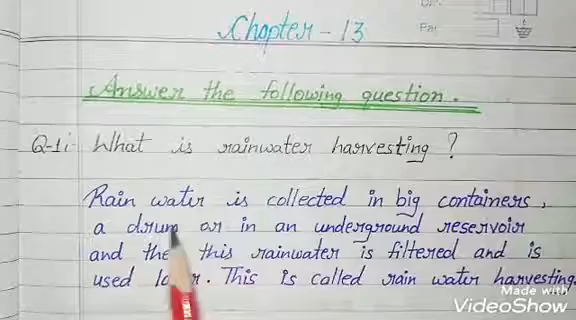 Chapter - 13
Answer the following question.
Q-1: What is rainwater harvesting?
Rain water is collected in big containers,
a drum or in an underground reservoir
and the this rainwater is filtered and is
used later. This is called rain water harvesting.
Made with
VideoShow